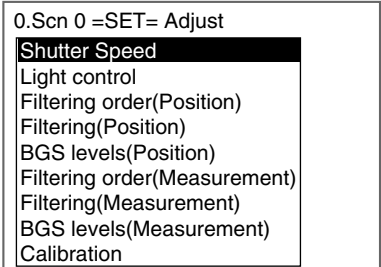 0.Scn 0 =SET= Adjust
Shutter Speed
Light control
Filtering order(Position)
Filtering(Position)
BGS levels(Position)
Filtering order(Measurement)
Filtering(Measurement)
BGS levels(Measurement)
Calibration